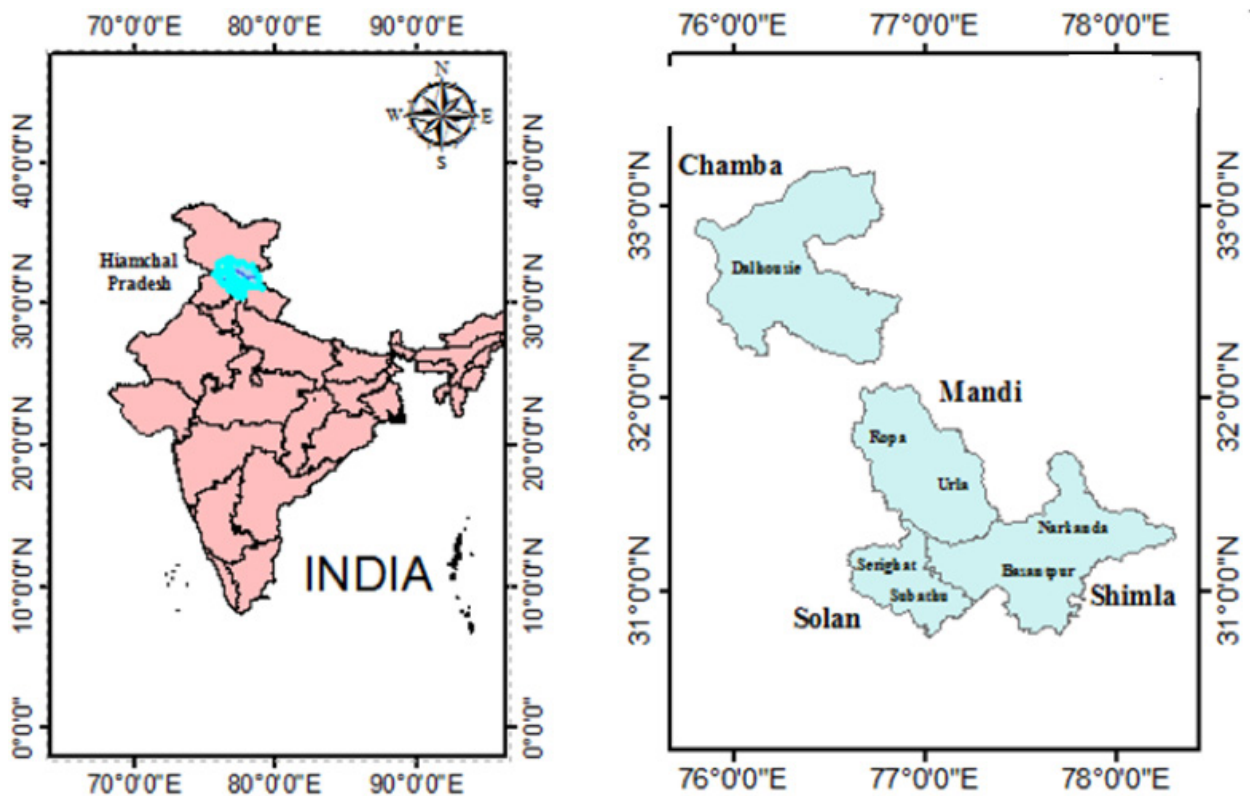 70°0'0"E 80°0'0"E 90°0'0"E
40°0'0"N
30°0'0"N
20°0'0"N
10°0'0"N
0°0'0"
N
W E
S
Hiamchal
Pradesh
INDIA
40°0'0"N
30°0'0"N
20°0'0"N
10°0'0"N
0°0'0"
70°0'0"E 80°0'0"E 90°0'0"E
76°0'0"E 77°0'0"E 78°0'0"E
33°0'0"N
32°0'0"N
31°0'0"N
Chamba
Dalhousie
Mandi
Ropa
Urla
Narkanda
Serighat
Basantpur
Subathu
Shimla
Solan
33°0'0"N
32°0'0"N
31°0'0"N
76°0'0"E 77°0'0"E 78°0'0"E